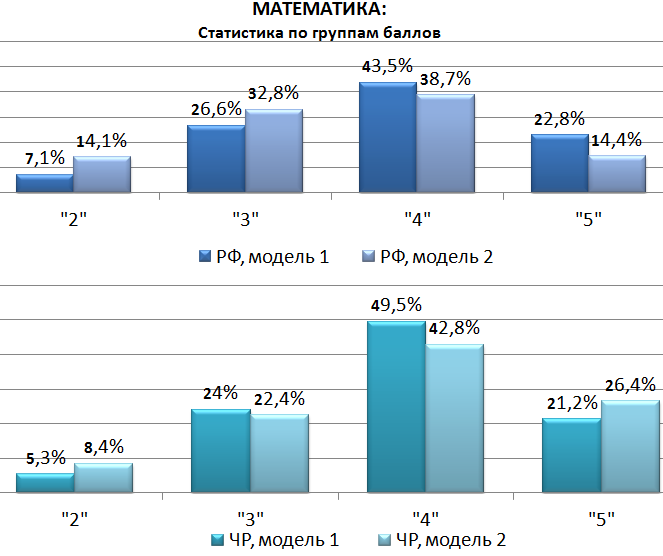 МАТЕМАТИКА:
Статистика по группам баллов
43,5%
38,7%
32,8%
26,6%
22,8%
14,1%
14,4%
7,1%
"2" "3" "4" "5"
РФ, модель 1 РФ, модель 2
49,5%
42,8%
26,4%
24% 22,4%
21,2%
8,4%
5,3%
"2" "3" "4" "5"
ЧР, модель 1 ЧР, модель 2